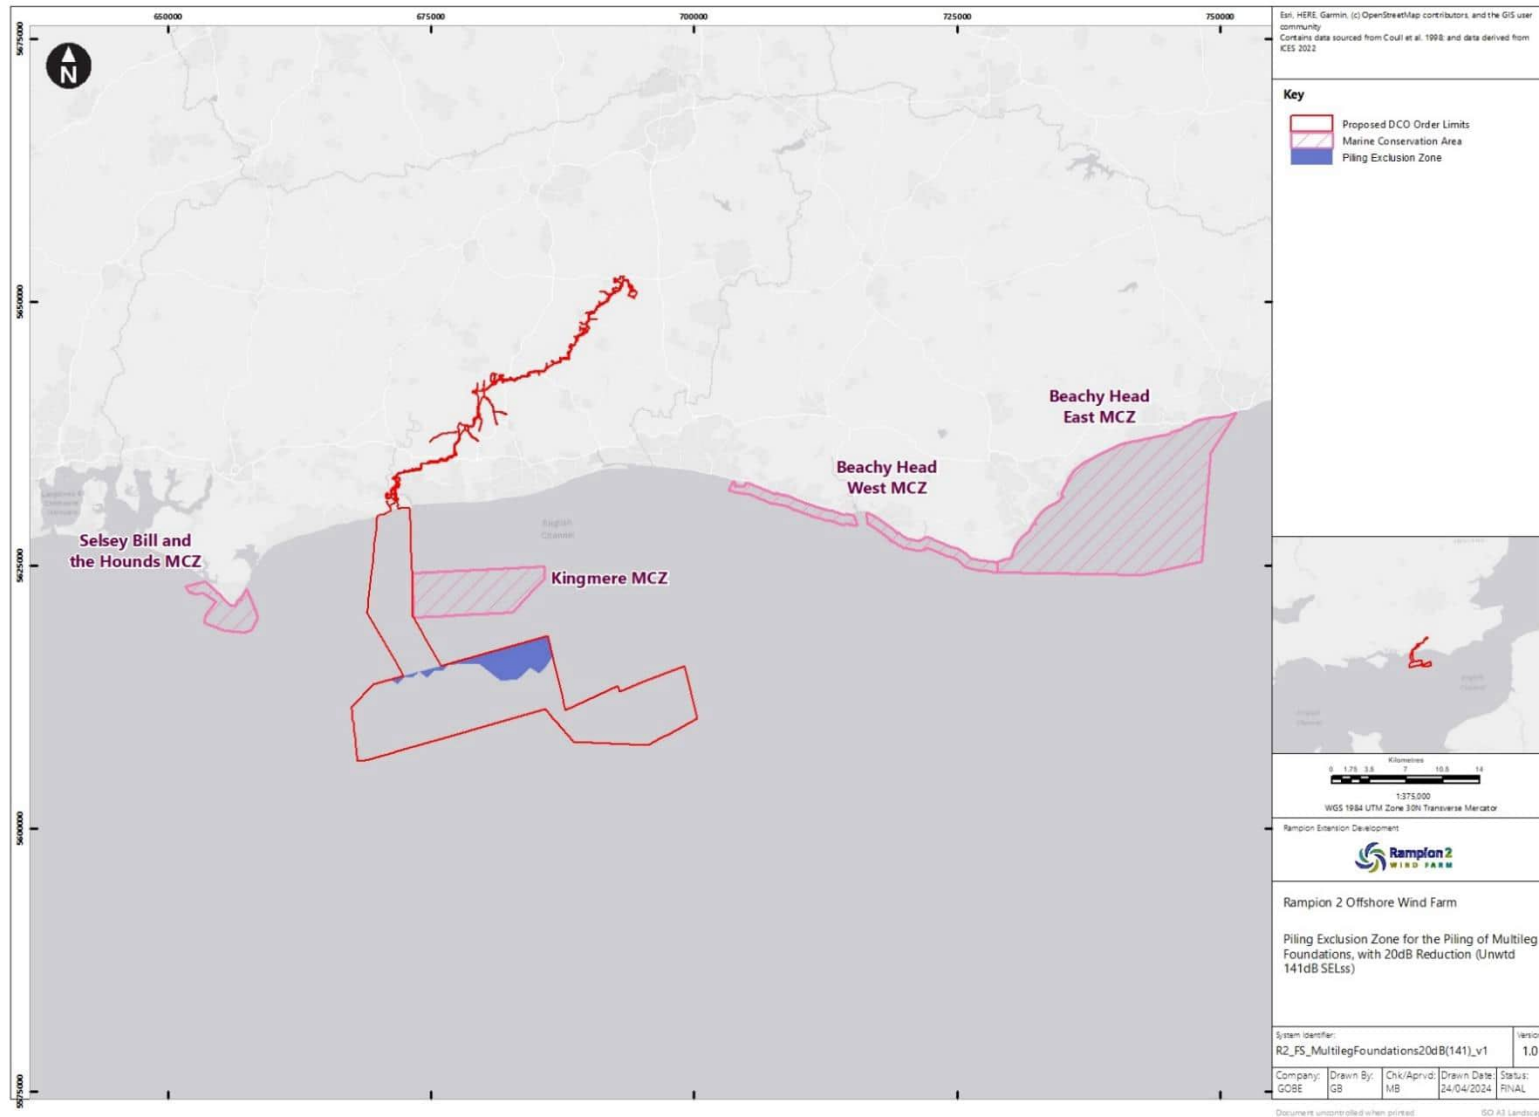 650000
675000
700000
725000
750000
5675000
5650000
5625000
5600000
5575000
N
Beachy Head
East MCZ
Beachy Head
West MCZ
Selsey Bill and
the Hounds MCZ
English
Channel
Kingmere MCZ
Esri, HERE, Garmin, (c) OpenStreetMap contributors, and the GIS user
community
Contains data sourced from Coull et al. 1998; and data derived from
ICES 2022
Key
Proposed DCO Order Limits
Marine Conservation Area
Piling Exclusion Zone
English
Channel
Kilometres
0 1.75 3.5 7 10.5 14
1:375,000
WGS 1984 UTM Zone 30N Transverse Mercator
Rampion Extension Development
Rampion 2
WIND FARM
Rampion 2 Offshore Wind Farm
Piling Exclusion Zone for the Piling of Multileg
Foundations, with 20dB Reduction (Unwtd
141dB SELss)
System Identifier:
R2_FS_MultilegFoundations20dB(141)_v1
Version
1.0
Company:
GOBE
Drawn By:
GB
Chk/Aprvd:
MB
Drawn Date:
24/04/2024
Status:
FINAL
Document uncontrolled when printed
ISO A3 Landsca